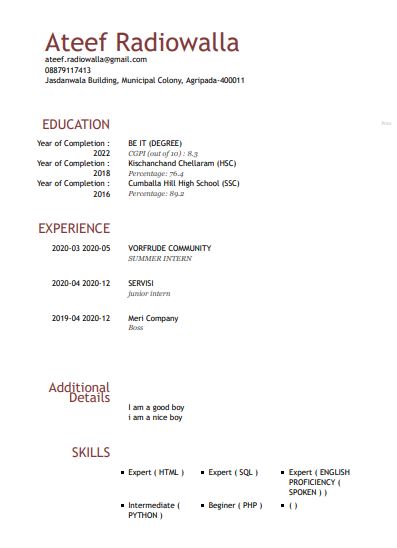 Ateef Radiowalla
ateef.radiowalla@gmail.com
08879117413
Jasdanwala Building, Municipal Colony, Agripada-400011
EDUCATION
Print
Year of Completion : BE IT (DEGREE)
2022 CGPI (out of 10) : 8.3
Year of Completion : Kischanchand Chellaram (HSC)
2018 Percentage: 76.4
Year of Completion : Cumballa Hill High School (SSC)
2016 Percentage: 89.2
EXPERIENCE
2020-03 2020-05 VORFRUDE COMMUNITY
SUMMER INTERN
2020-04 2020-12 SERVISI
junior intern
2019-04 2020-12 Meri Company
Boss
Additional
Details
I am a good boy
i am a nice boy
SKILLS
▪ Expert ( HTML ) ▪ Expert ( SQL ) ▪ Expert ( ENGLISH
PROFICIENCY (
SPOKEN ) )
▪ Intermediate ( ▪ Beginer ( PHP ) ▪ ( )
PYTHON )